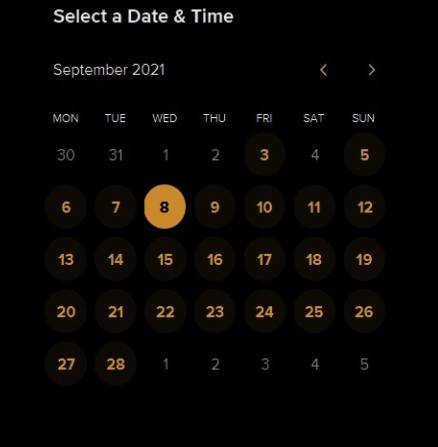 Select a Date & Time
September 2021 < >
MON TUE WED THU FRI SAT SUN
30 31 1 2 3 4 5
6 7 8 9 10 11 12
13 14 15 16 17 18 19
20 21 22 23 24 25 26
27 28 1 2 3 4 5